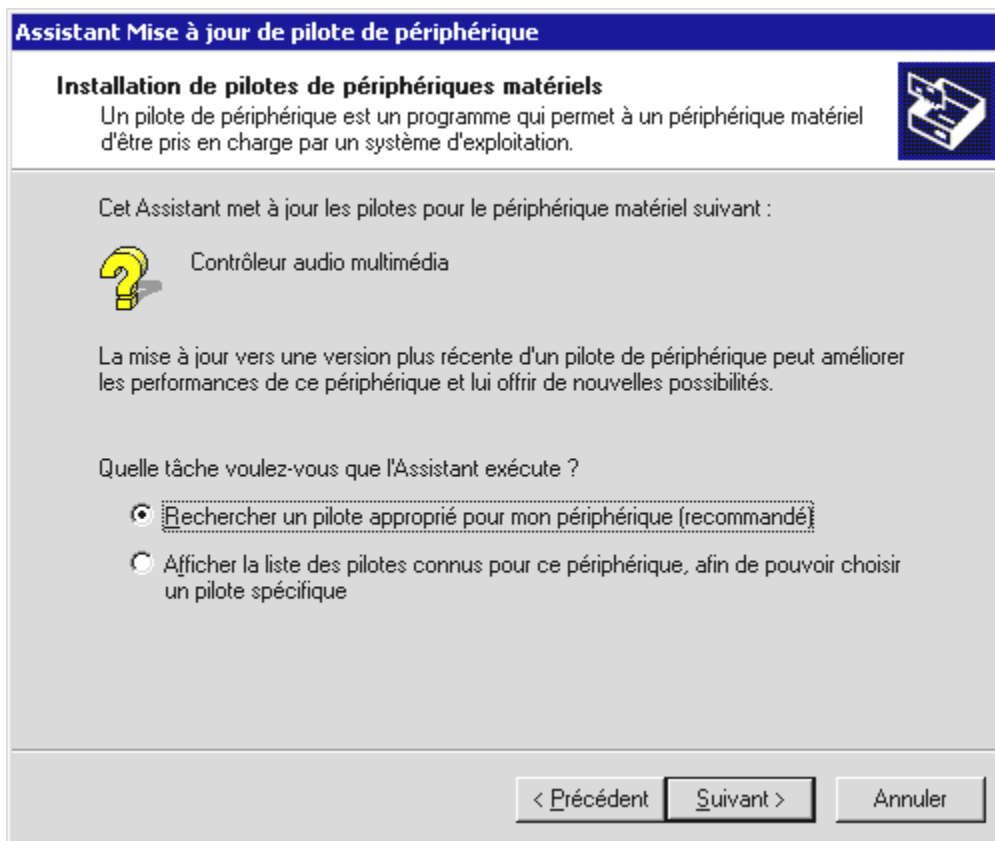 Assistant Mise à jour de pilote de périphérique
Installation de pilotes de périphériques matériels
Un pilote de périphérique est un programme qui permet à un périphérique matériel
d'être pris en charge par un système d'exploitation.
Cet Assistant met à jour les pilotes pour le périphérique matériel suivant :
Contrôleur audio multimédia
La mise à jour vers une version plus récente d'un pilote de périphérique peut améliorer
les performances de ce périphérique et lui offrir de nouvelles possibilités.
Quelle tâche voulez-vous que l'Assistant exécute ?
Rechercher un pilote approprié pour mon périphérique (recommandé)
Afficher la liste des pilotes connus pour ce périphérique, afin de pouvoir choisir
un pilote spécifique
< Précédent Suivant > Annuler